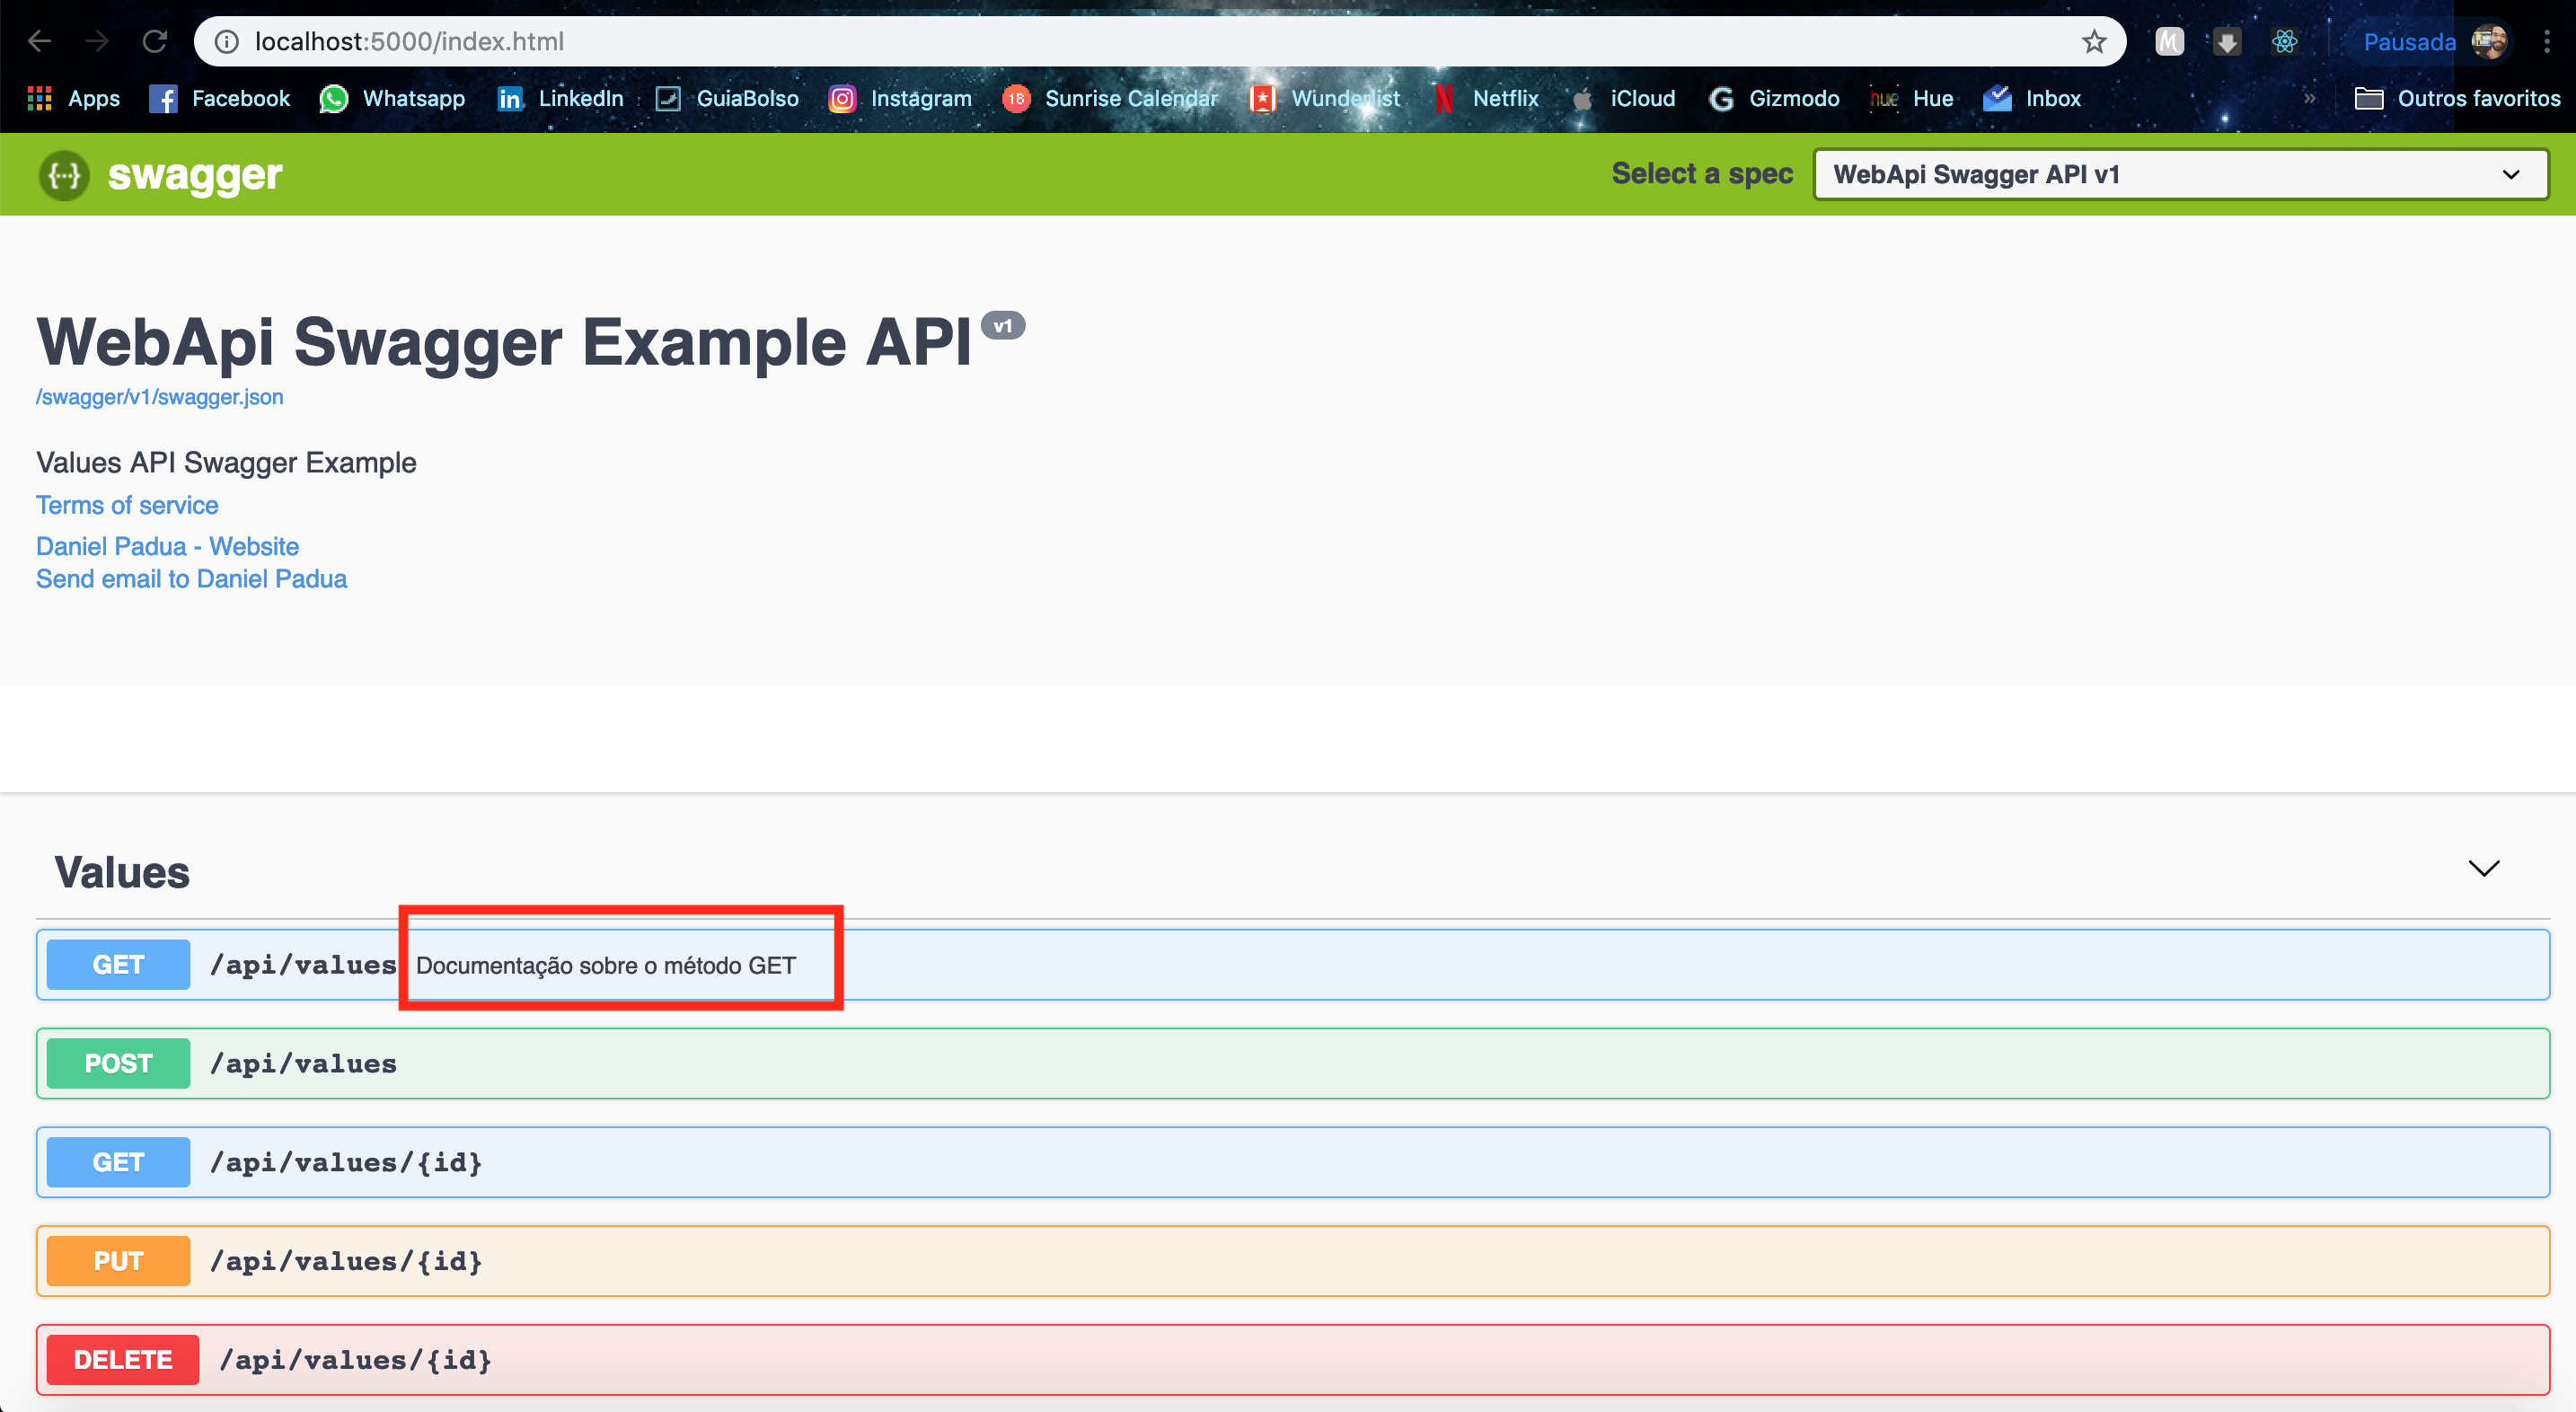 localhost:5000/index.html
Pausada
Apps Facebook Whatsapp LinkedIn GuiaBolso Instagram 18 Sunrise Calendar Wunderlist Netflix iCloud Gizmodo hue Hue Inbox » Outros favoritos
{···} swagger Select a spec WebApi Swagger API v1
WebApi Swagger Example API v1
/swagger/v1/swagger.json
Values API Swagger Example
Terms of service
Daniel Padua - Website
Send email to Daniel Padua
Values
GET /api/values Documentação sobre o método GET
POST /api/values
GET /api/values/{id}
PUT /api/values/{id}
DELETE /api/values/{id}